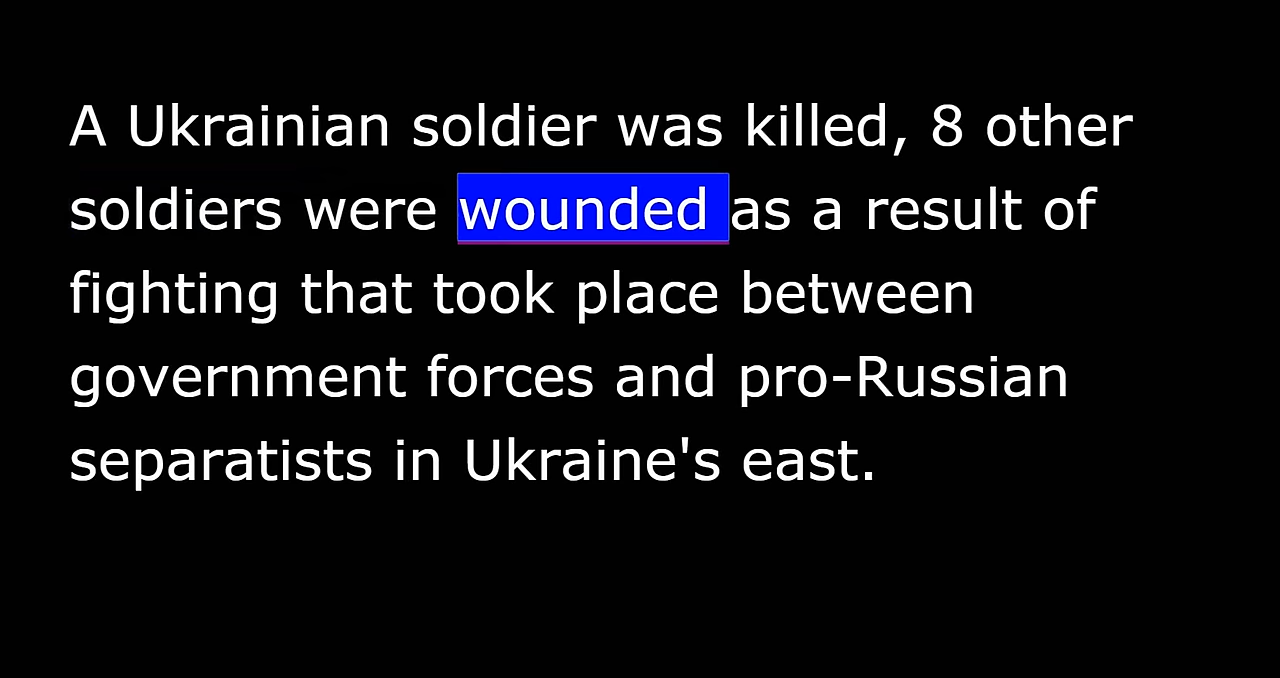 A Ukrainian soldier was killed, 8 other
soldiers were wounded as a result of
fighting that took place between
government forces and pro-Russian
separatists in Ukraine's east.